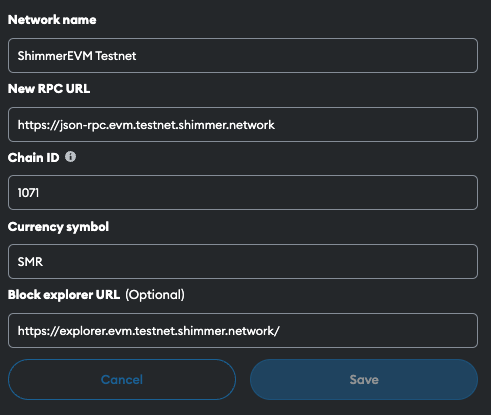 Network name
ShimmerEVM Testnet
New RPC URL
https://json-rpc.evm.testnet.shimmer.network
Chain ID
1071
Currency symbol
SMR
Block explorer URL (Optional)
https://explorer.evm.testnet.shimmer.network/
Cancel Save